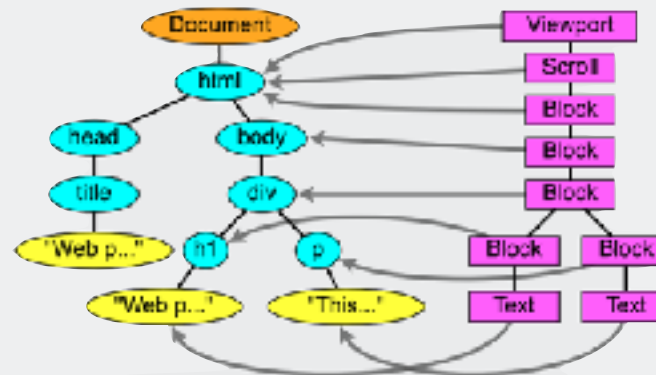 Document Viewport
html Scroll
head body Block
Block
title div Block
"Web p..." h1 p Block Block
"Web p..." "This..." Text Text